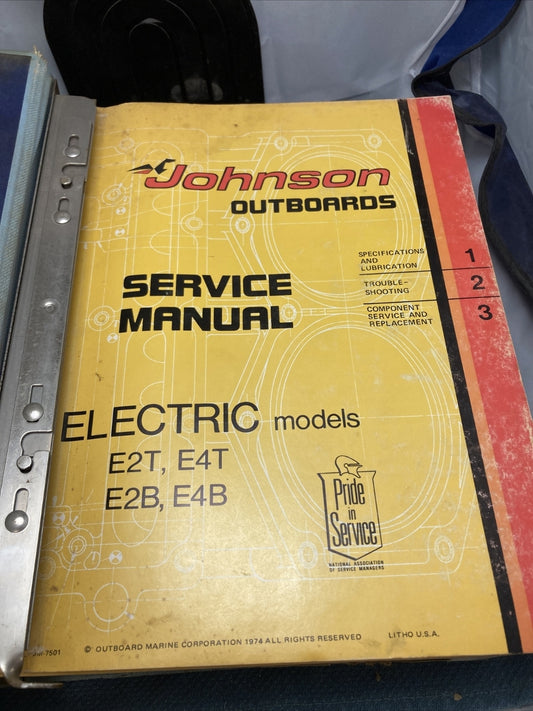 Johnson
OUTBOARDS
SERVICE
MANUAL
SPECIFICATIONS
AND
LUBRICATION
1
TROUBLE-
SHOOTING
2
COMPONENT
SERVICE AND
REPLACEMENT
3
ELECTRIC models
E2T, E4T
E2B, E4B
Pride
in
Service
NATIONAL ASSOCIATION
OF SERVICE MANAGERS
-7501
© OUTBOARD MARINE CORPORATION 1974 ALL RIGHTS RESERVED
LITHO U.S.A.